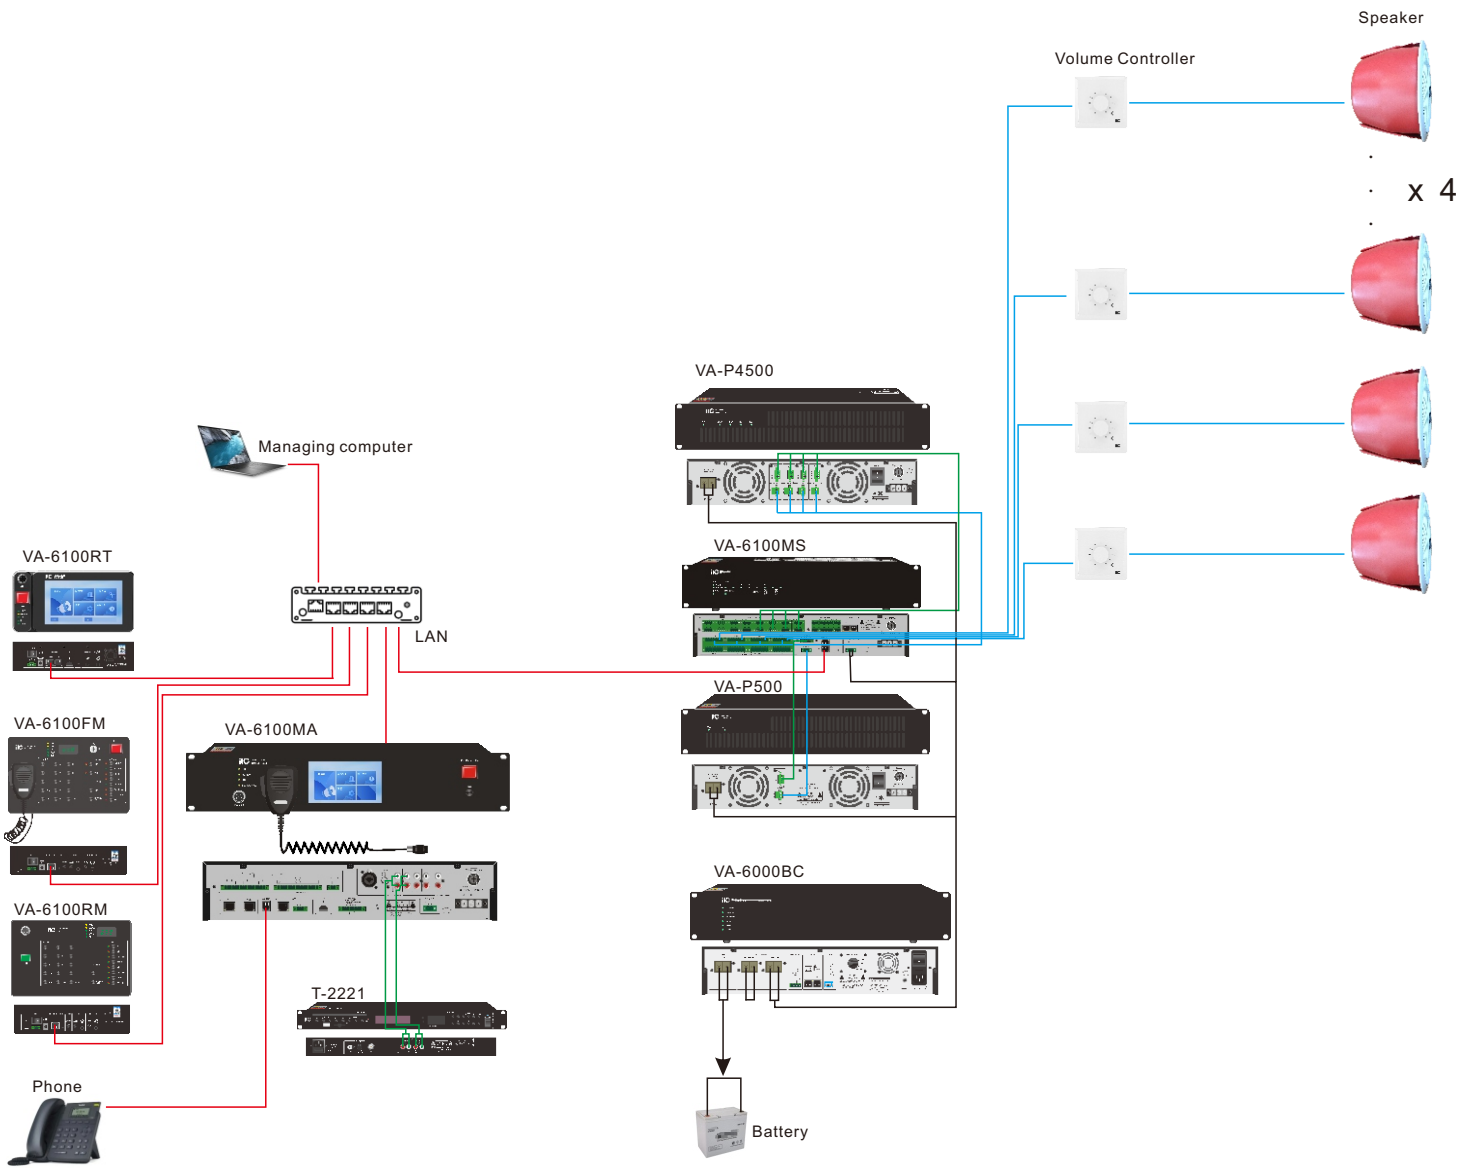 Speaker
Volume Controller
x 4
VA-P4500
Managing computer
VA-6100MS
VA-6100RT
LAN
VA-P500
VA-6100FM
VA-6100MA
VA-6000BC
VA-6100RM
T-2221
Phone
Battery